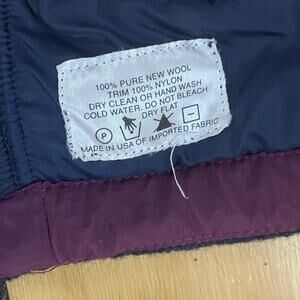 100% PURE NEW WOOL
TRIM 100% NYLON
DRY CLEAN OR HAND WASH
COLD WATER. DO NOT BLEACH
DRY FLAT
P
MADE IN USA OF IMPORTED FABRIC